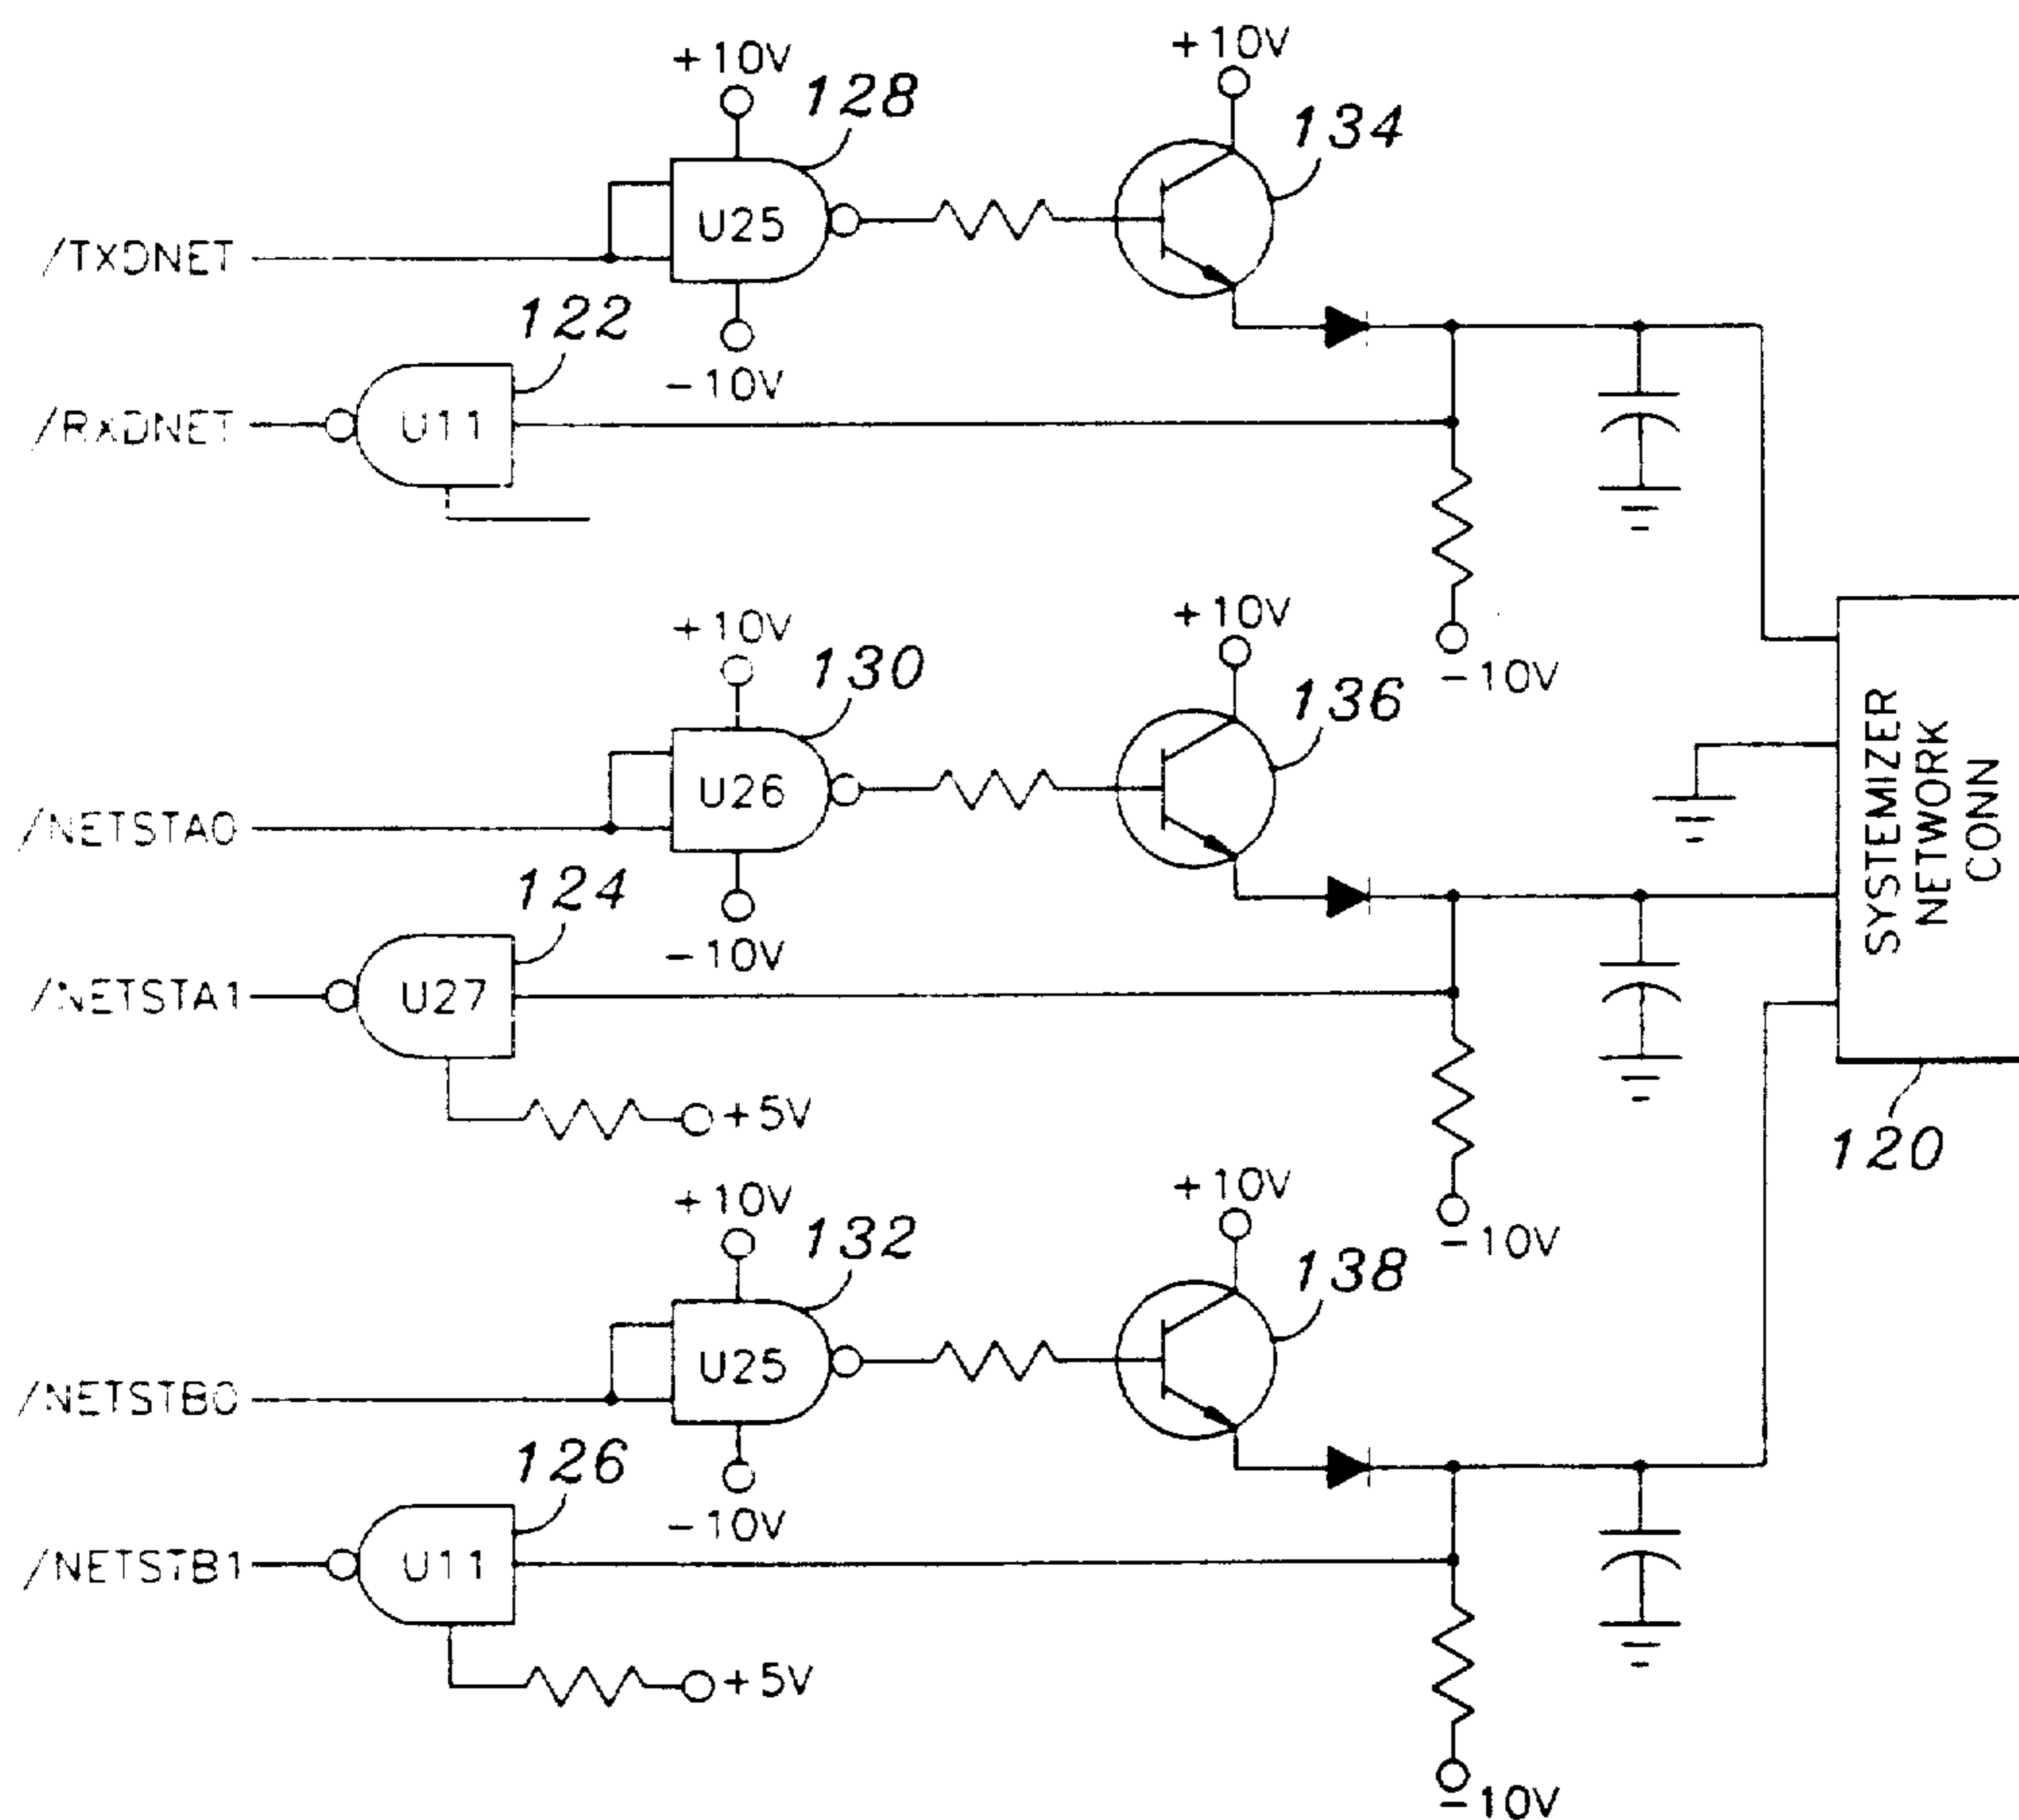 +10V
128
+10V
134
U25
/TXDNET
-10V
122
/RXDNET
U11
-10V
+10V
130
+10V
136
U26
/NETSTA0
-10V
124
/NETSTA1
U27
+5V
-10V
SYSTEMIZER
NETWORK
CONN
120
+10V
132
+10V
138
U25
/NETSTB0
-10V
126
/NETSTB1
U11
+5V
-10V